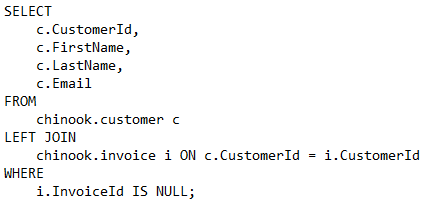 SELECT
    c.CustomerId,
    c.FirstName,
    c.LastName,
    c.Email
FROM
    chinook.customer c
LEFT JOIN
    chinook.invoice i ON c.CustomerId = i.CustomerId
WHERE
    i.InvoiceId IS NULL;